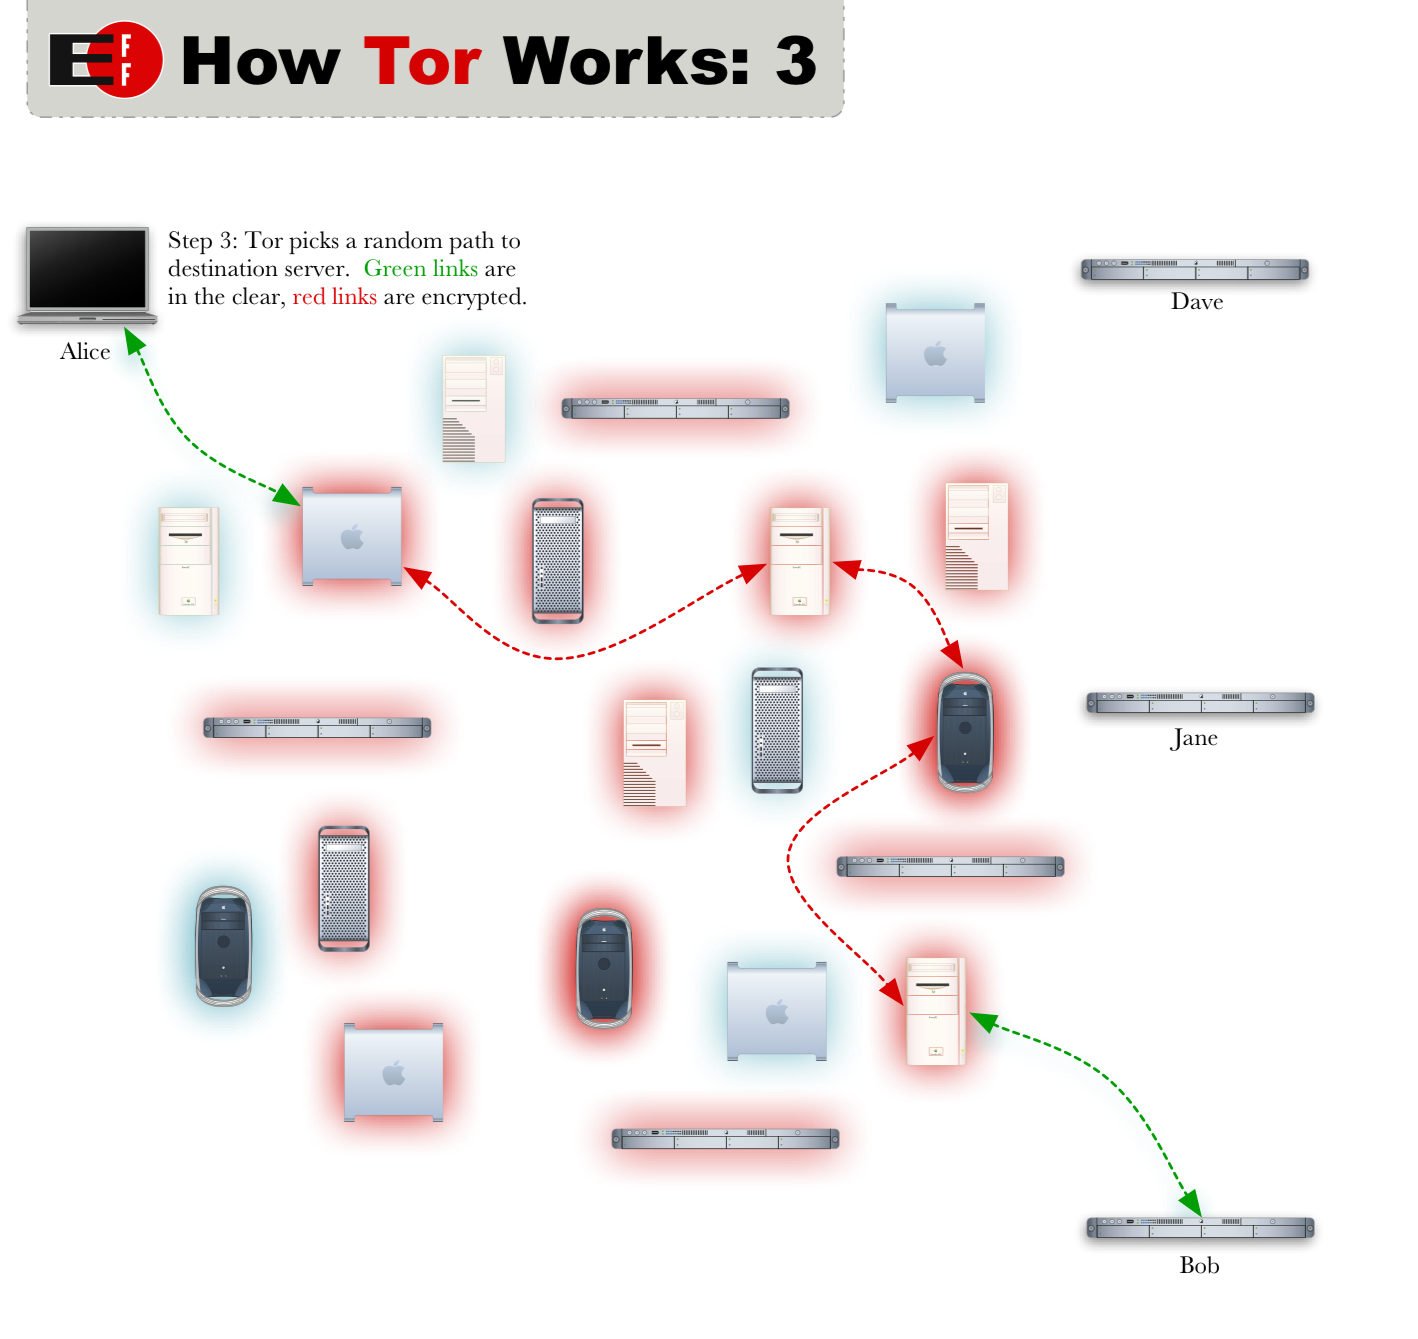 EFF How Tor Works: 3
Step 3: Tor picks a random path to
destination server. Green links are
in the clear, red links are encrypted.
Alice
Dave
Jane
Bob